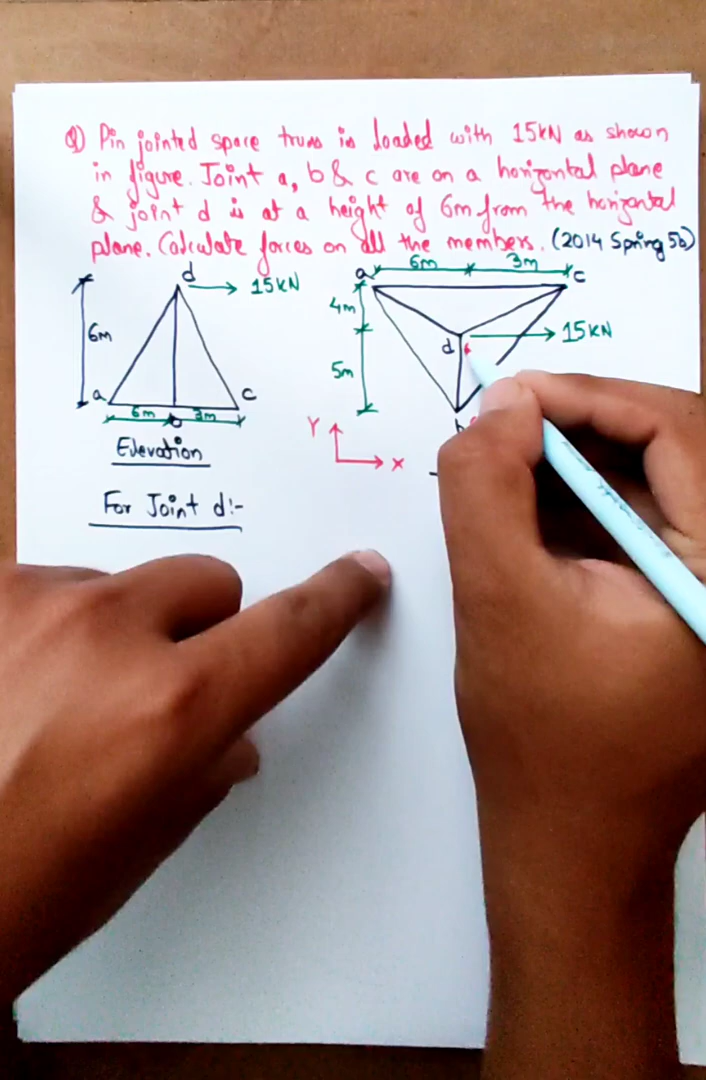 Q) Pin jointed space truss is loaded with 15kN as shown
in figure. Joint a, b & c are on a horizontal plane
& joint d is at a height of 6m from the horizontal
plane. Calculate forces on all the members. (2014 Spring 5b)
d 15KN
6m
a c
6m 3m
b
Elevation
6m 3m
a c
4m
d 15KN
5m
b
Y
X
For Joint d:-